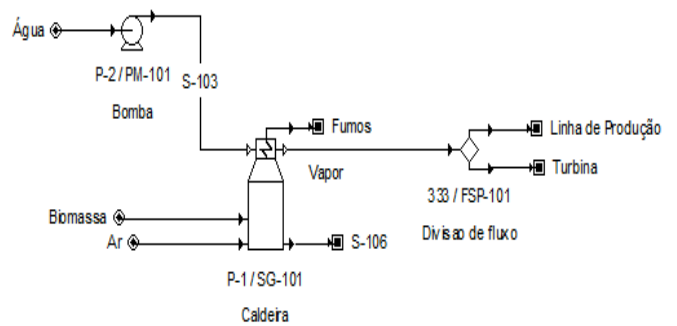 Água
P-2 / PM-101
S-103
Bomba
Fumos
Linha de Produção
Vapor
Turbina
333 / FSP-101
Divisao de fluxo
Biomassa
Ar
S-106
P-1 / SG-101
Caldeira